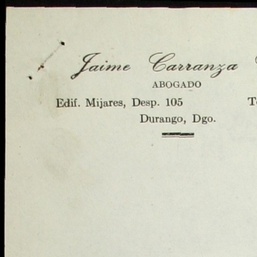 Jaime Carranza
ABOGADO
Edif. Mijares, Desp. 105
Durango, Dgo.